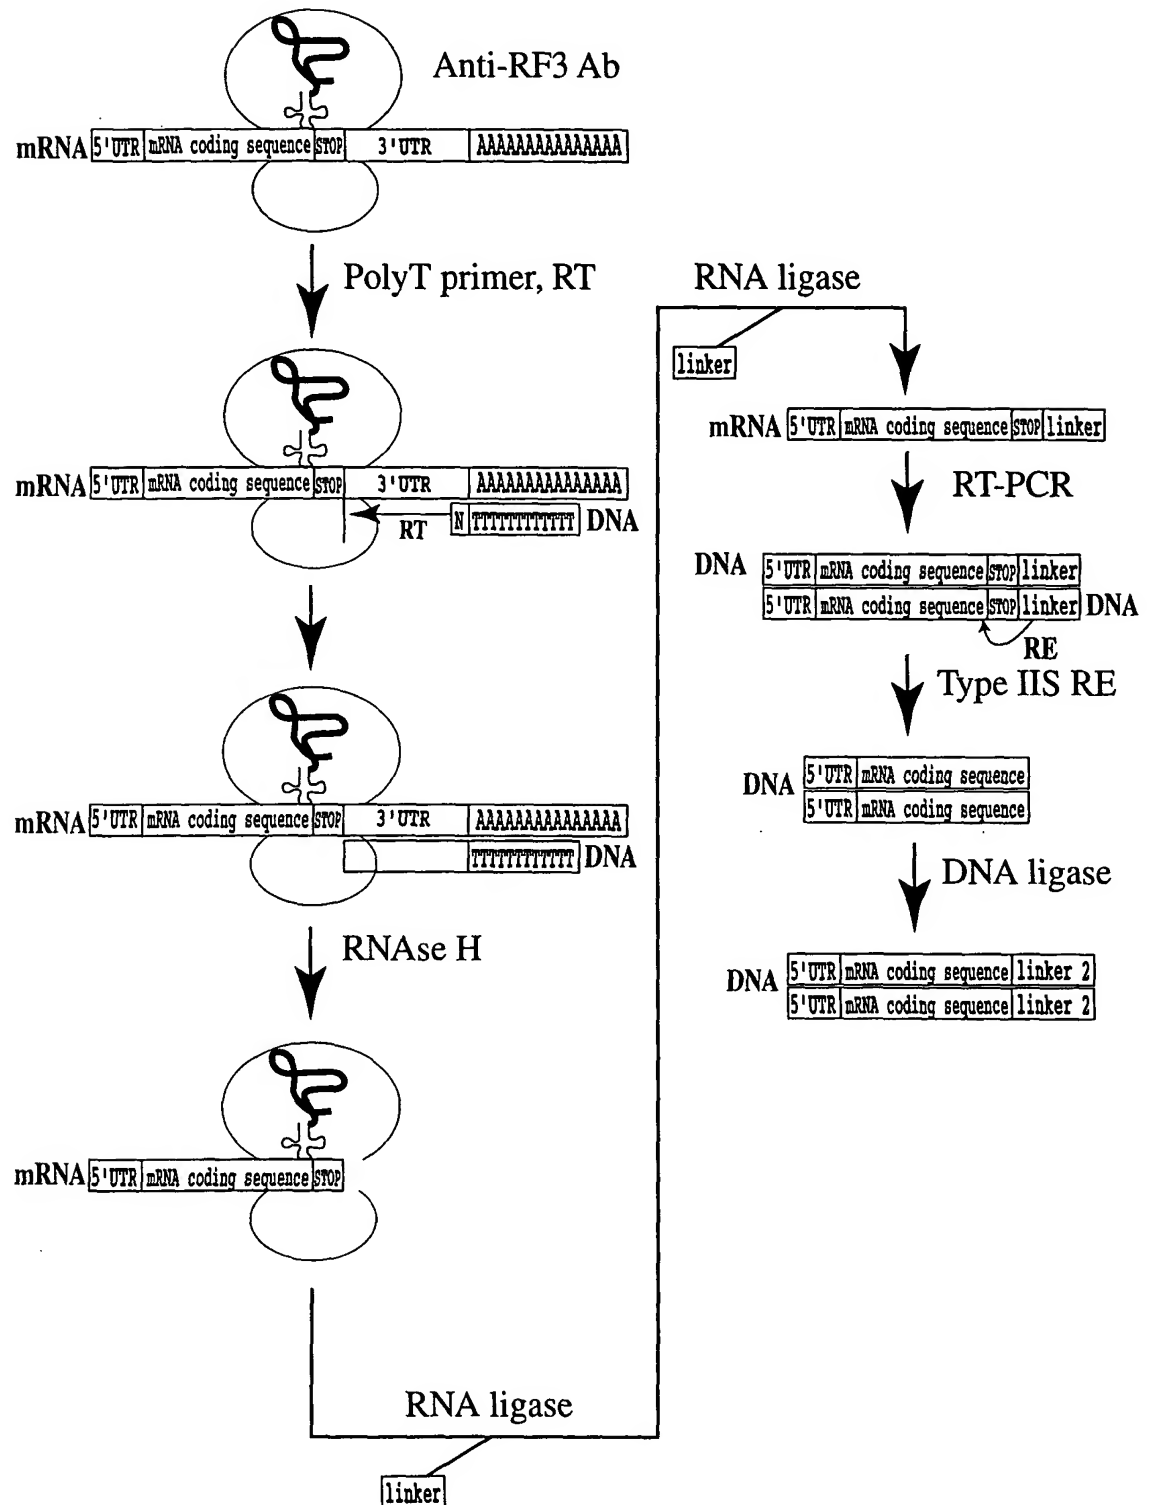 Anti-RF3 Ab
mRNA 5'UTR mRNA coding sequence STOP 3'UTR AAAAAAAAAAAAAAA
PolyT primer, RT
mRNA 5'UTR mRNA coding sequence STOP 3'UTR AAAAAAAAAAAAAAA
RT N TTTTTTTTTTTT DNA
mRNA 5'UTR mRNA coding sequence STOP 3'UTR AAAAAAAAAAAAAAA
TTTTTTTTTTTT DNA
RNAse H
mRNA 5'UTR mRNA coding sequence STOP
RNA ligase
linker
RNA ligase
linker
mRNA 5'UTR mRNA coding sequence STOP linker
RT-PCR
DNA 5'UTR mRNA coding sequence STOP linker
5'UTR mRNA coding sequence STOP linker DNA
RE
Type IIS RE
DNA 5'UTR mRNA coding sequence
5'UTR mRNA coding sequence
DNA ligase
DNA 5'UTR mRNA coding sequence linker 2
5'UTR mRNA coding sequence linker 2